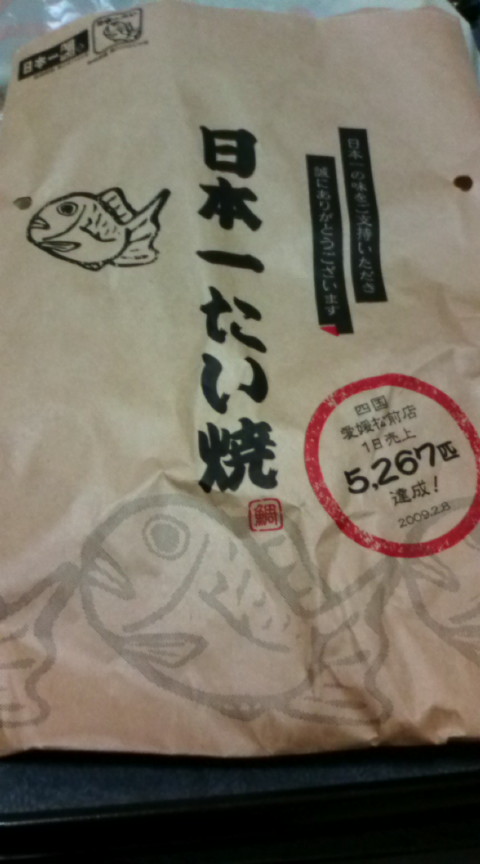 日本一
日本一の味をご支持いただき
誠にありがとうございます
日本一たい焼
鯛
四国
愛媛松前店
1日売上
5,267匹
達成!
2009.2.8